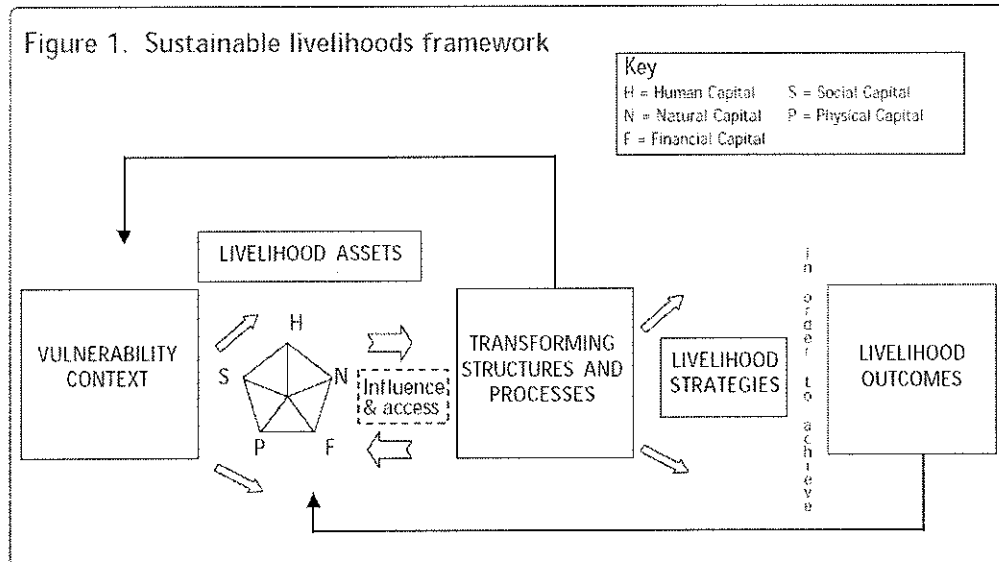 Figure 1. Sustainable livelihoods framework
Key
H = Human Capital S = Social Capital
N = Natural Capital P = Physical Capital
F = Financial Capital
LIVELIHOOD ASSETS
VULNERABILITY
CONTEXT
H
S
N
P
F
Influence
& access
TRANSFORMING
STRUCTURES AND
PROCESSES
LIVELIHOOD
STRATEGIES
in order to achieve
LIVELIHOOD
OUTCOMES